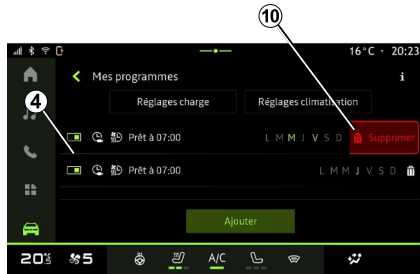 10
16°C · 20:23
Mes programmes
i
4
Réglages charge Réglages climatisation
Prêt à 07:00 L M M J V S D Supprimer
Prêt à 07:00 L M M J V S D
Ajouter
20°5 5 A/C